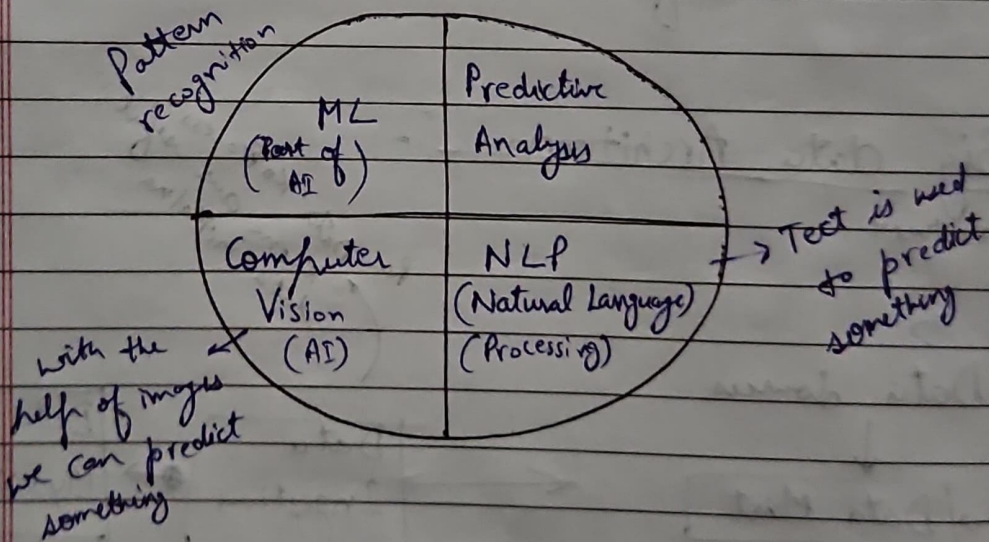 Pattern
recognition
ML
(Part of
AI)
Predictive
Analysis
Computer
Vision
(AI)
NLP
(Natural Language)
(Processing)
→ Text is used
to predict
something
with the
help of images
we can predict
something